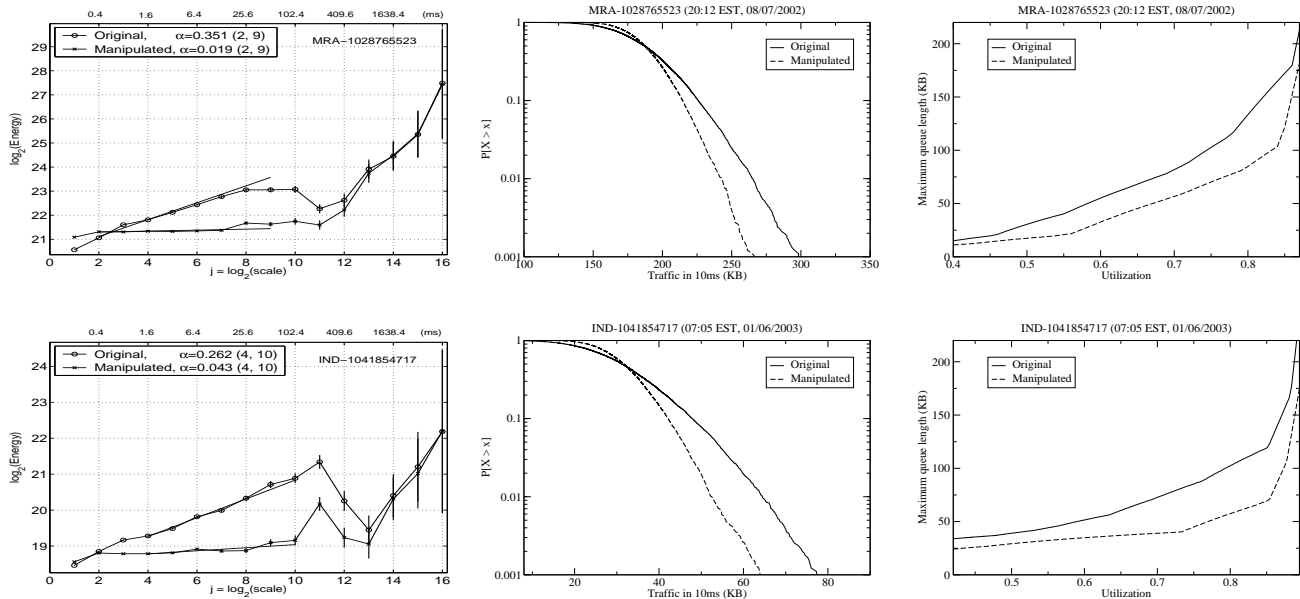 MRA-1028765523 (20:12 EST, 08/07/2002)
MRA-1028765523 (20:12 EST, 08/07/2002)
0.4 1.6 6.4 25.6 102.4 409.6 1638.4 (ms)
Original, α=0.351 (2, 9)
Manipulated, α=0.019 (2, 9)
MRA−1028765523
29
28
27
26
25
24
23
22
21
log2(Energy)
0 2 4 6 8 10 12 14 16
j = log2(scale)
Original
Manipulated
1
0.1
0.01
0.001
P[X > x]
100 150 200 250 300 350
Traffic in 10ms (KB)
Original
Manipulated
200
150
100
50
0
Maximum queue length (KB)
0.4 0.5 0.6 0.7 0.8
Utilization
IND-1041854717 (07:05 EST, 01/06/2003)
IND-1041854717 (07:05 EST, 01/06/2003)
0.4 1.6 6.4 25.6 102.4 409.6 1638.4 (ms)
Original, α=0.262 (4, 10)
Manipulated, α=0.043 (4, 10)
IND−1041854717
24
23
22
21
20
19
log2(Energy)
0 2 4 6 8 10 12 14 16
j = log2(scale)
Original
Manipulated
1
0.1
0.01
0.001
P[X > x]
20 40 60 80
Traffic in 10ms (KB)
Original
Manipulated
200
150
100
50
0
Maximum queue length (KB)
0.5 0.6 0.7 0.8
Utilization